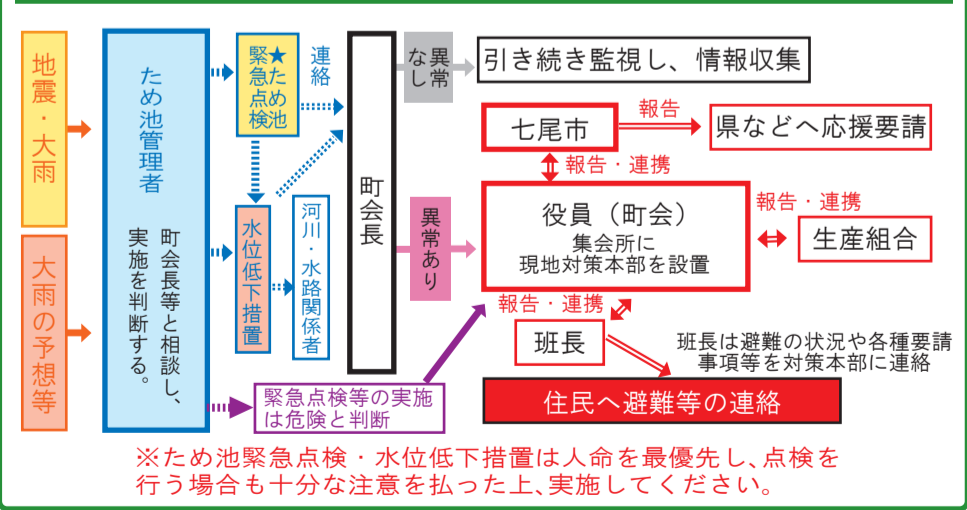 地震・大雨
大雨の予想等
ため池管理者
町会長等と相談し、
実施を判断する。
★ため池
緊急点検
連絡
水位低下措置
河川・水路関係者
緊急点検等の実施
は危険と判断
町会長
異常
なし
引き続き監視し、情報収集
異常あり
七尾市
報告
県などへ応援要請
報告・連携
役員（町会）
集会所に
現地対策本部を設置
報告・連携
生産組合
報告・連携
班長
班長は避難の状況や各種要請
事項等を対策本部に連絡
住民へ避難等の連絡
※ため池緊急点検・水位低下措置は人命を最優先し、点検を
行う場合も十分な注意を払った上、実施してください。